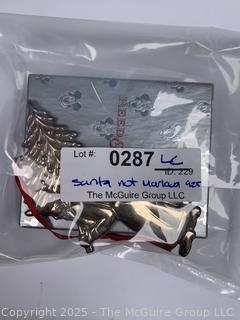 REED &
Lot #: 0287 LC
ID: 229
Santa not marked 925
The McGuire Group LLC
Copyright 2025 - The McGuire Group LLC